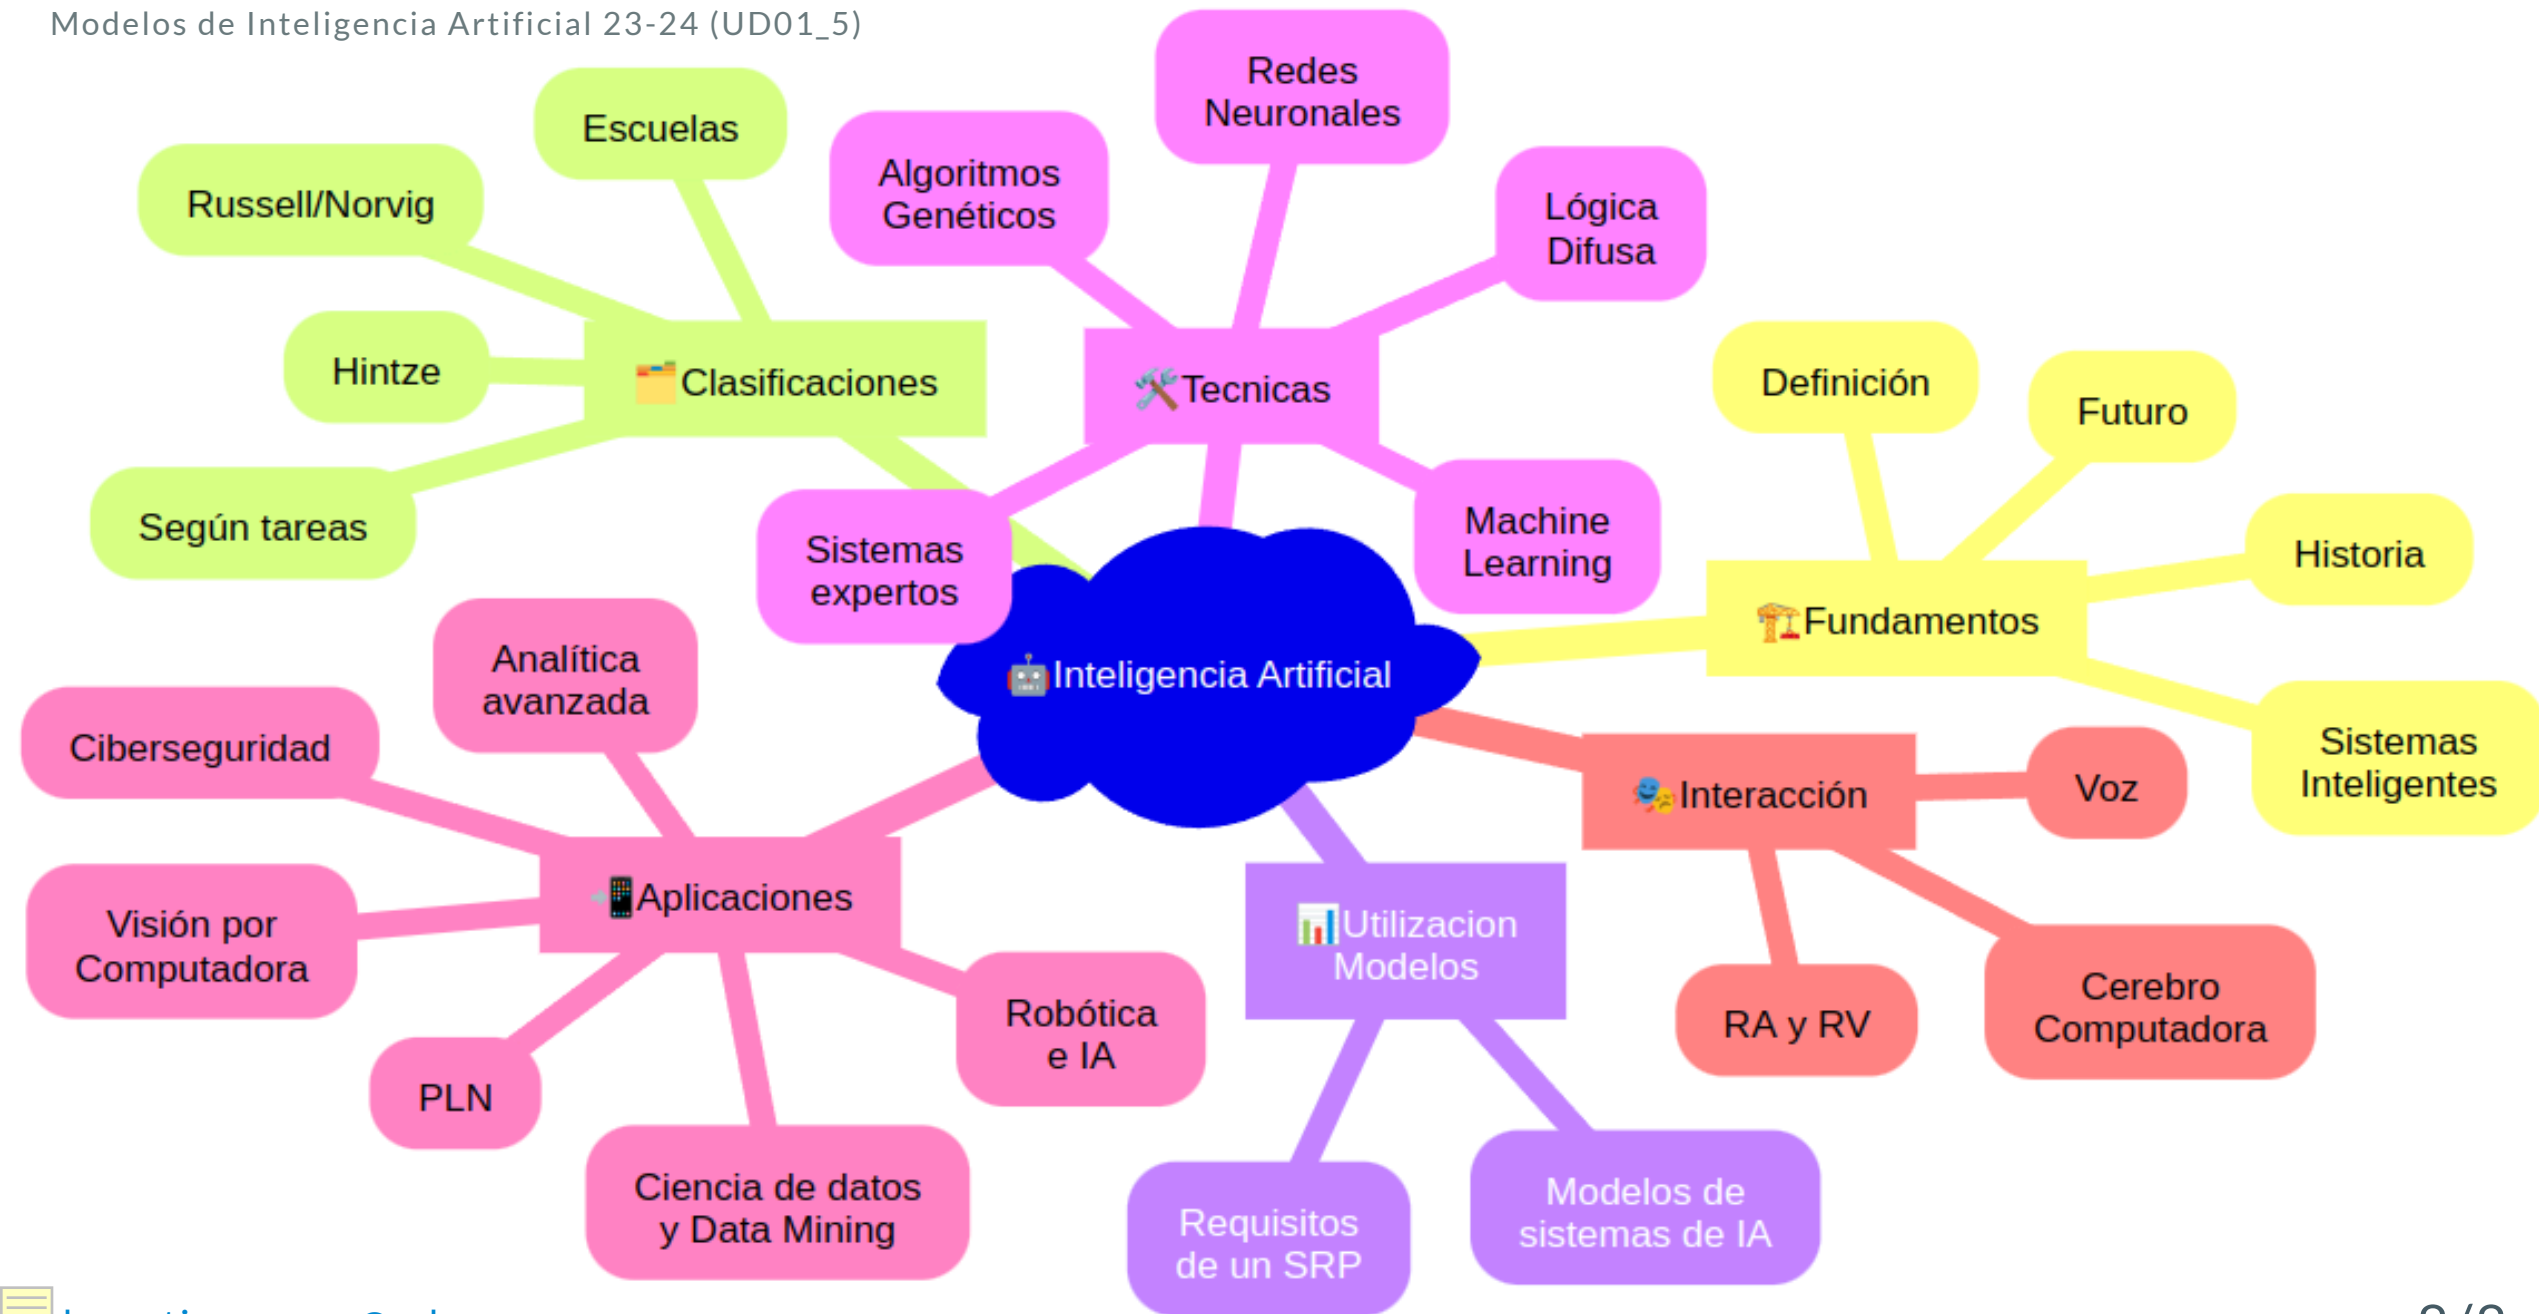 Modelos de Inteligencia Artificial 23-24 (UD01_5)
Escuelas
Russell/Norvig
Hintze
Según tareas
Clasificaciones
Redes
Neuronales
Algoritmos
Genéticos
Lógica
Difusa
Tecnicas
Sistemas
expertos
Machine
Learning
Definición
Futuro
Historia
Fundamentos
Sistemas
Inteligentes
Inteligencia Artificial
Analítica
avanzada
Ciberseguridad
Aplicaciones
Visión por
Computadora
PLN
Robótica
e IA
Ciencia de datos
y Data Mining
Interacción
Voz
RA y RV
Cerebro
Computadora
Utilizacion
Modelos
Requisitos
de un SRP
Modelos de
sistemas de IA